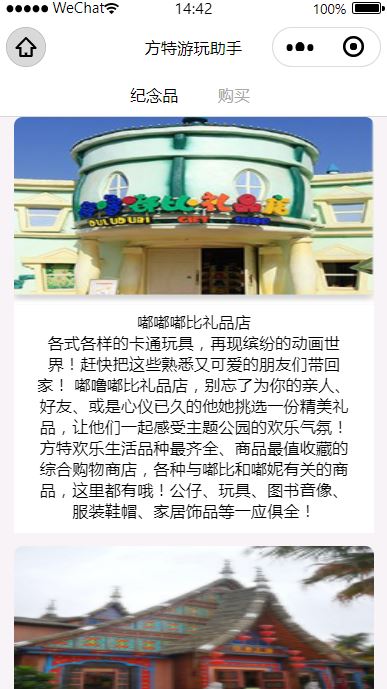 WeChat
14:42
100%
方特游玩助手
纪念品
购买
嘟噜嘟比礼品店
DULUDUBI GIFT SHOP
嘟嘟嘟比礼品店
各式各样的卡通玩具，再现缤纷的动画世
界！赶快把这些熟悉又可爱的朋友们带回
家！ 嘟噜嘟比礼品店，别忘了为你的亲人、
好友、或是心仪已久的他她挑选一份精美礼
品，让他们一起感受主题公园的欢乐气氛！
方特欢乐生活品种最齐全、商品最值收藏的
综合购物商店，各种与嘟比和嘟妮有关的商
品，这里都有哦！公仔、玩具、图书音像、
服装鞋帽、家居饰品等一应俱全！